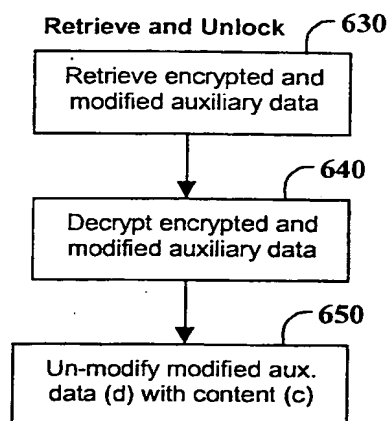 Retrieve and Unlock
630
Retrieve encrypted and
modified auxiliary data
640
Decrypt encrypted and
modified auxiliary data
650
Un-modify modified aux.
data (d) with content (c)